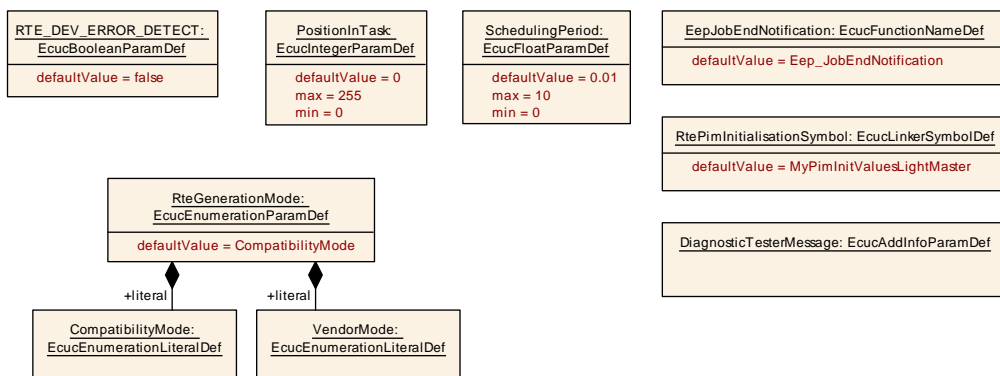 RTE_DEV_ERROR_DETECT:
EcucBooleanParamDef
defaultValue = false
PositionInTask:
EcucIntegerParamDef
defaultValue = 0
max = 255
min = 0
SchedulingPeriod:
EcucFloatParamDef
defaultValue = 0.01
max = 10
min = 0
EepJobEndNotification: EcucFunctionNameDef
defaultValue = Eep_JobEndNotification
RtePimInitialisationSymbol: EcucLinkerSymbolDef
defaultValue = MyPimInitValuesLightMaster
DiagnosticTesterMessage: EcucAddInfoParamDef
RteGenerationMode:
EcucEnumerationParamDef
defaultValue = CompatibilityMode
+literal
+literal
CompatibilityMode:
EcucEnumerationLiteralDef
VendorMode:
EcucEnumerationLiteralDef